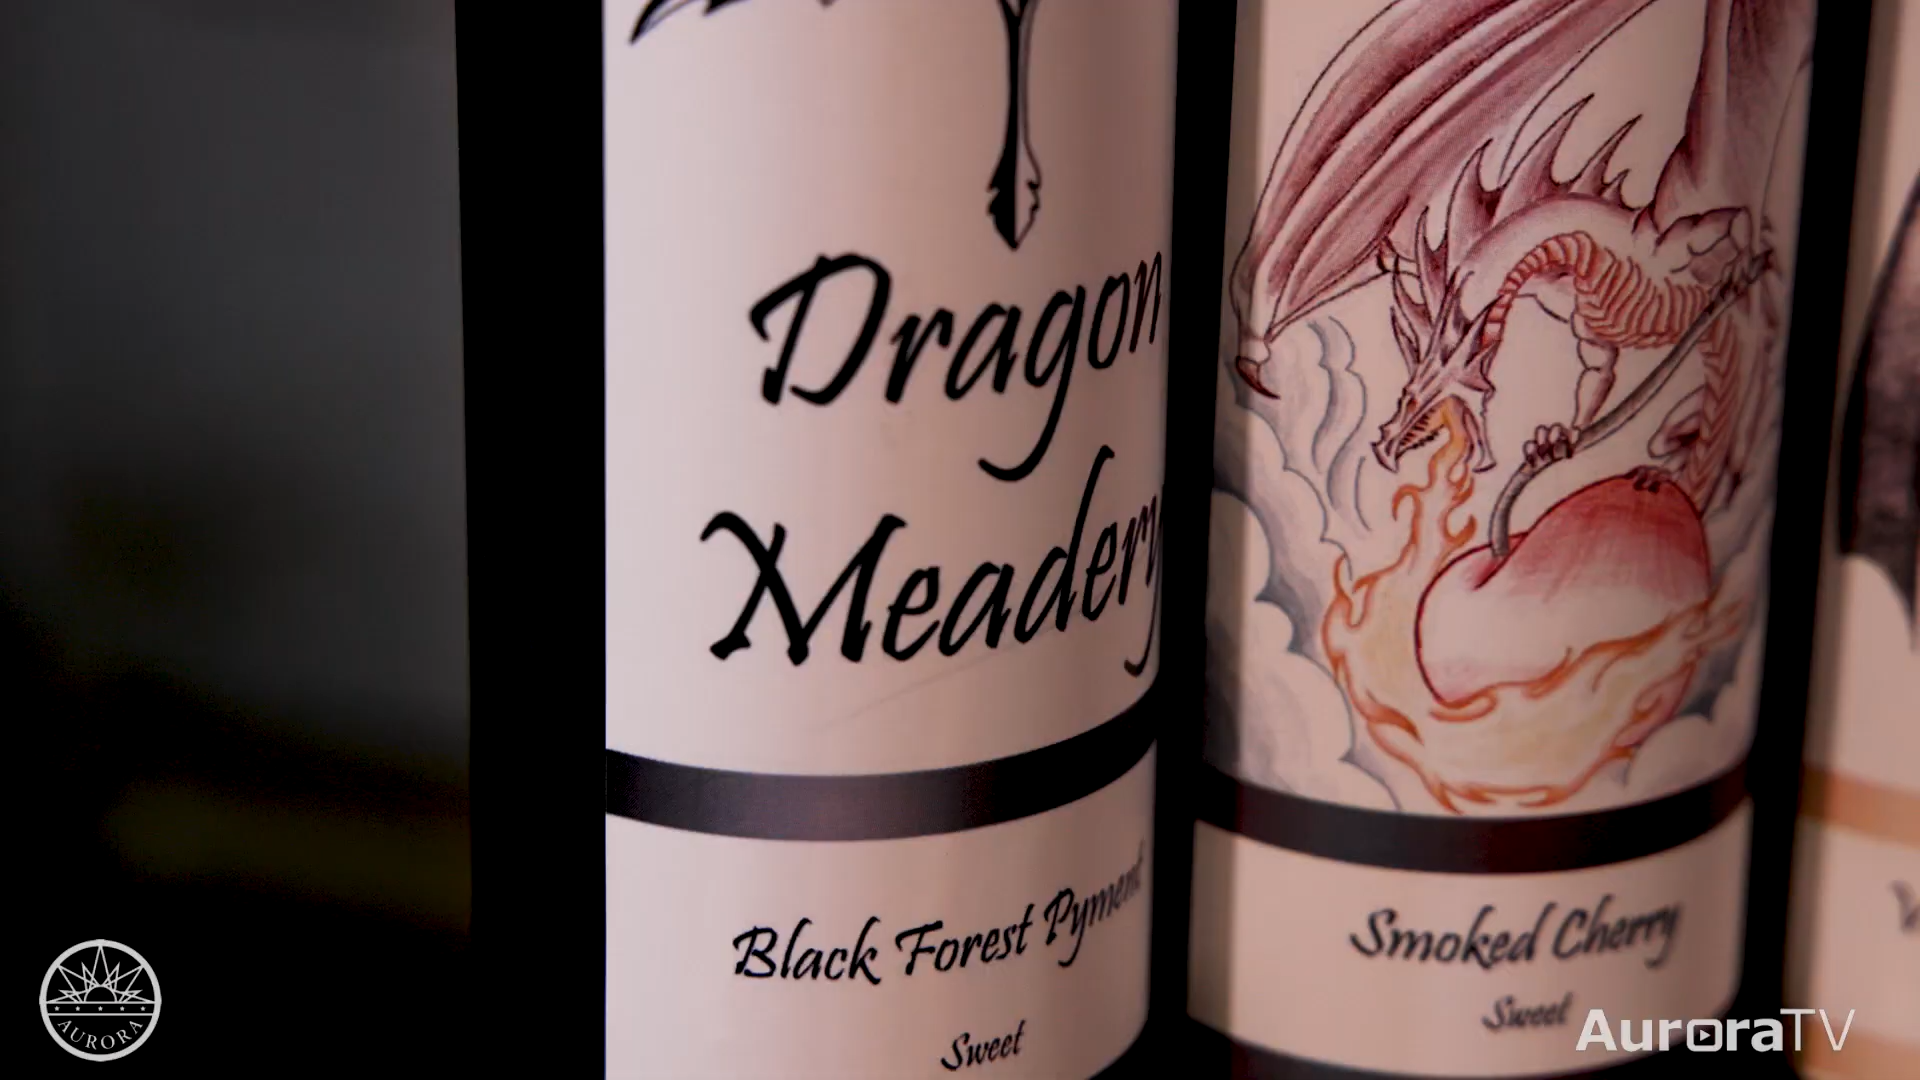 Dragon
Meadery
Black Forest Pyment
Sweet
Smoked Cherry
Sweet
AURORA
AuroraTV